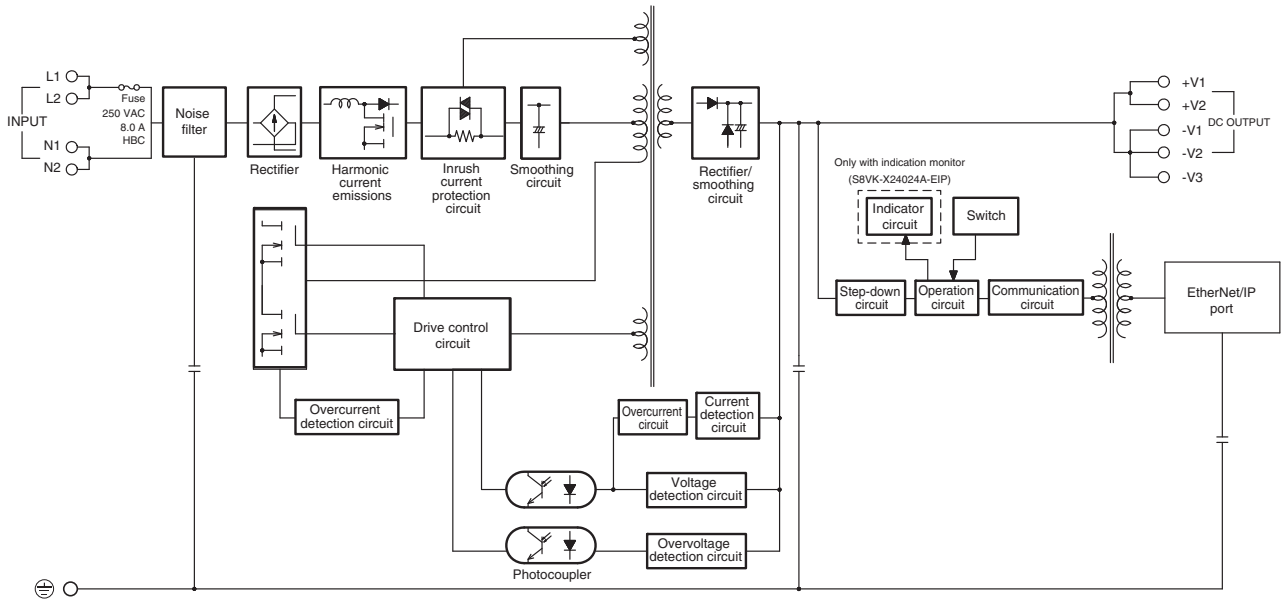 L1
L2
INPUT
N1
N2
Fuse
250 VAC
8.0 A
HBC
Noise
filter
Rectifier
Harmonic
current
emissions
Inrush
current
protection
circuit
Smoothing
circuit
Rectifier/
smoothing
circuit
+V1
+V2
-V1
DC OUTPUT
-V2
-V3
Only with indication monitor
(S8VK-X24024A-EIP)
Indicator
circuit
Switch
Step-down
circuit
Operation
circuit
Communication
circuit
EtherNet/IP
port
Drive control
circuit
Overcurrent
detection circuit
Overcurrent
circuit
Current
detection
circuit
Voltage
detection circuit
Overvoltage
detection circuit
Photocoupler